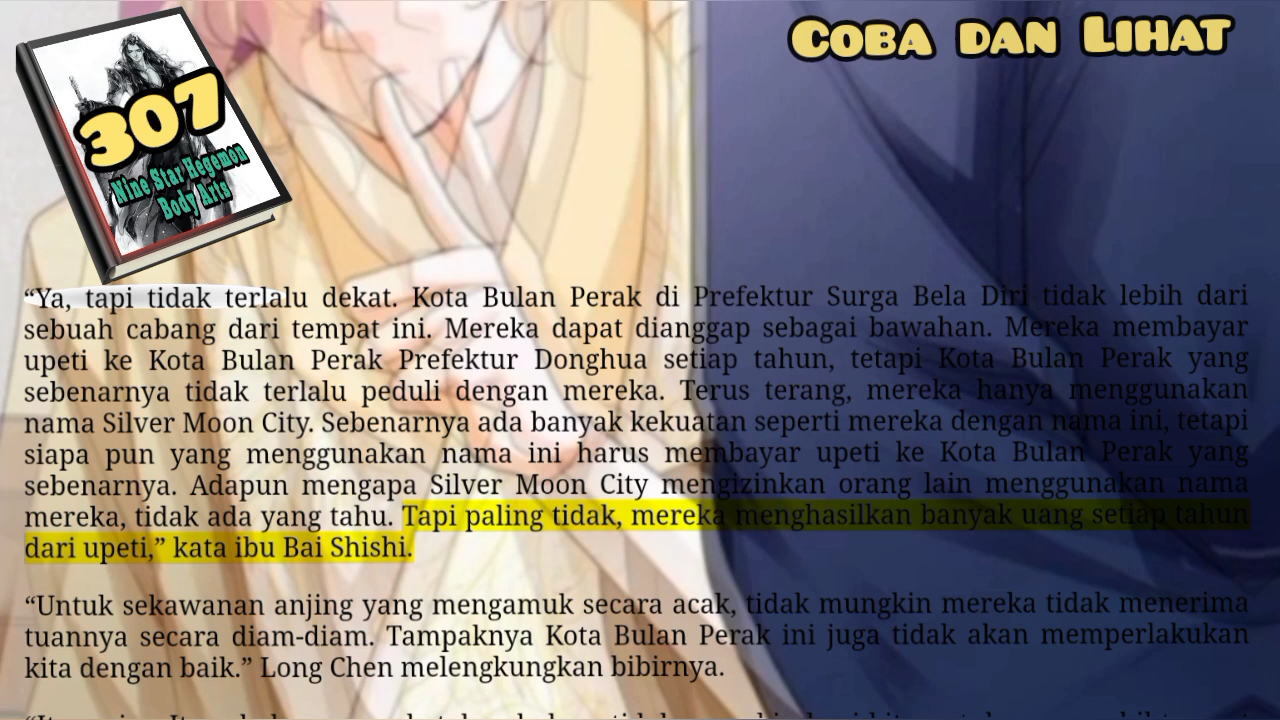 Coba dan Lihat
307
Nine Star Hegemon
Body Arts
“Ya, tapi tidak terlalu dekat. Kota Bulan Perak di Prefektur Surga Bela Diri tidak lebih dari
sebuah cabang dari tempat ini. Mereka dapat dianggap sebagai bawahan. Mereka membayar
upeti ke Kota Bulan Perak Prefektur Donghua setiap tahun, tetapi Kota Bulan Perak yang
sebenarnya tidak terlalu peduli dengan mereka. Terus terang, mereka hanya menggunakan
nama Silver Moon City. Sebenarnya ada banyak kekuatan seperti mereka dengan nama ini, tetapi
siapa pun yang menggunakan nama ini harus membayar upeti ke Kota Bulan Perak yang
sebenarnya. Adapun mengapa Silver Moon City mengizinkan orang lain menggunakan nama
mereka, tidak ada yang tahu. Tapi paling tidak, mereka menghasilkan banyak uang setiap tahun
dari upeti,” kata ibu Bai Shishi.
“Untuk sekawanan anjing yang mengamuk secara acak, tidak mungkin mereka tidak menerima
tuannya secara diam-diam. Tampaknya Kota Bulan Perak ini juga tidak akan memperlakukan
kita dengan baik.” Long Chen melengkungkan bibirnya.